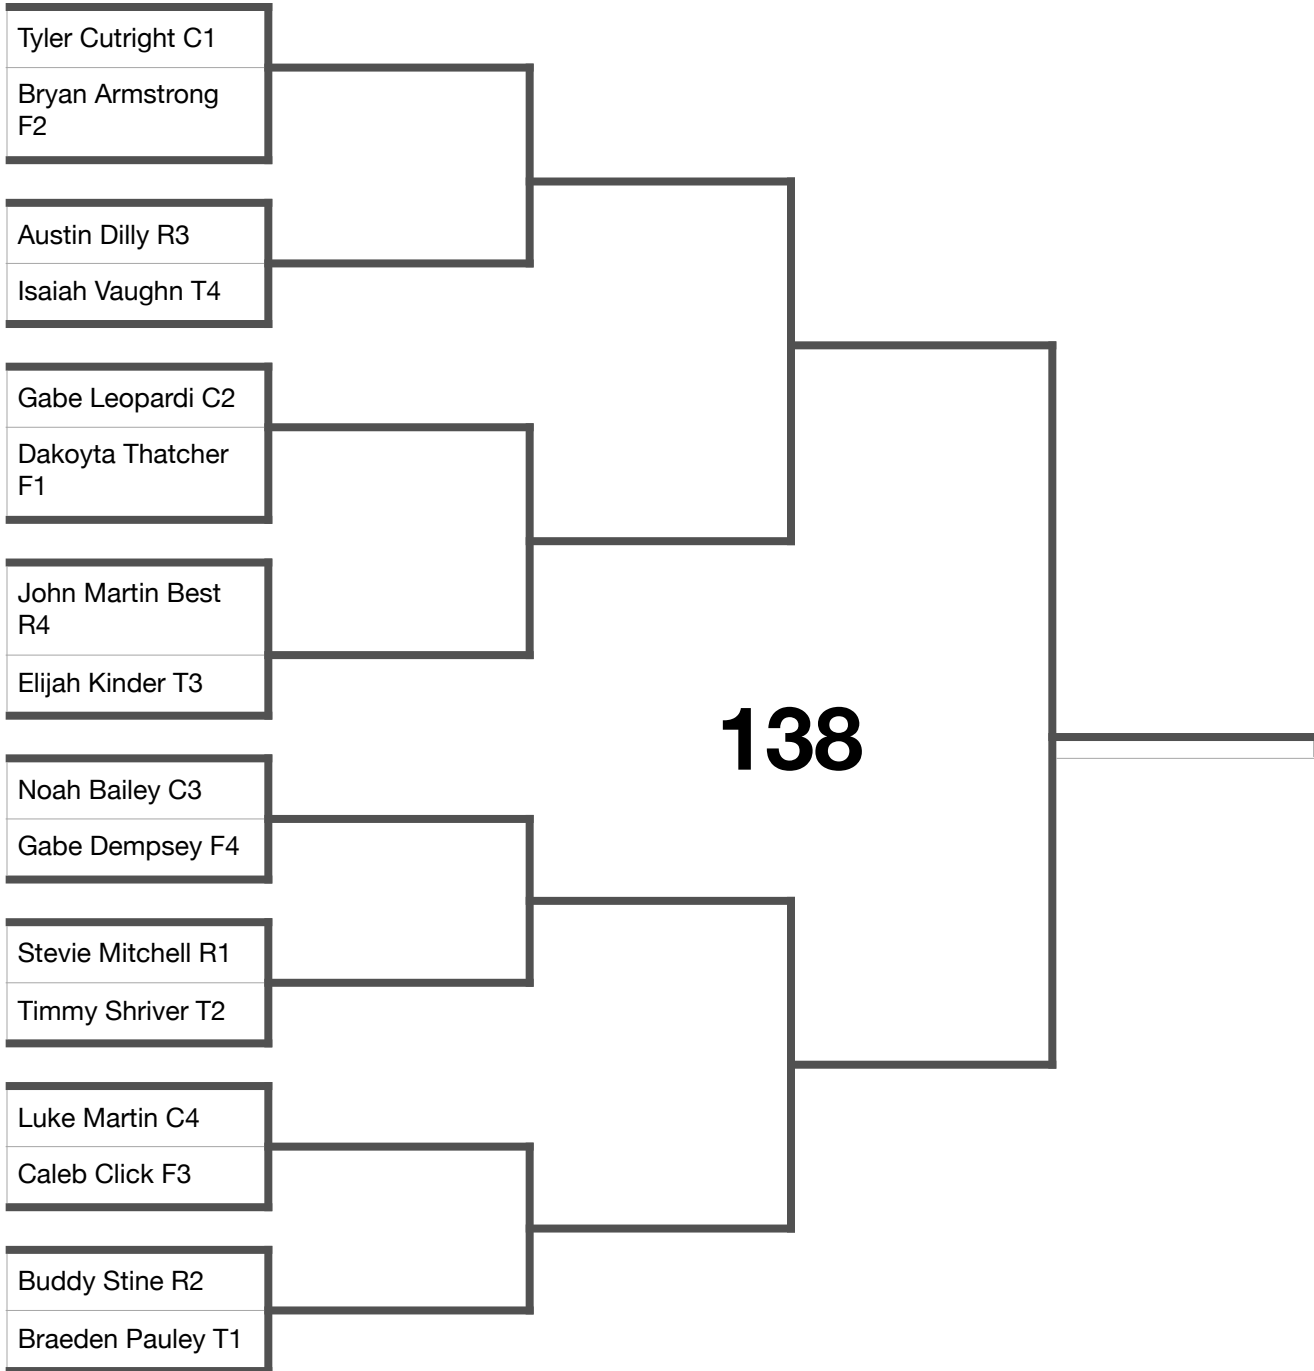 Tyler Cutright C1
Bryan Armstrong
F2
Austin Dilly R3
Isaiah Vaughn T4
Gabe Leopardi C2
Dakoyta Thatcher
F1
John Martin Best
R4
Elijah Kinder T3
138
Noah Bailey C3
Gabe Dempsey F4
Stevie Mitchell R1
Timmy Shriver T2
Luke Martin C4
Caleb Click F3
Buddy Stine R2
Braeden Pauley T1